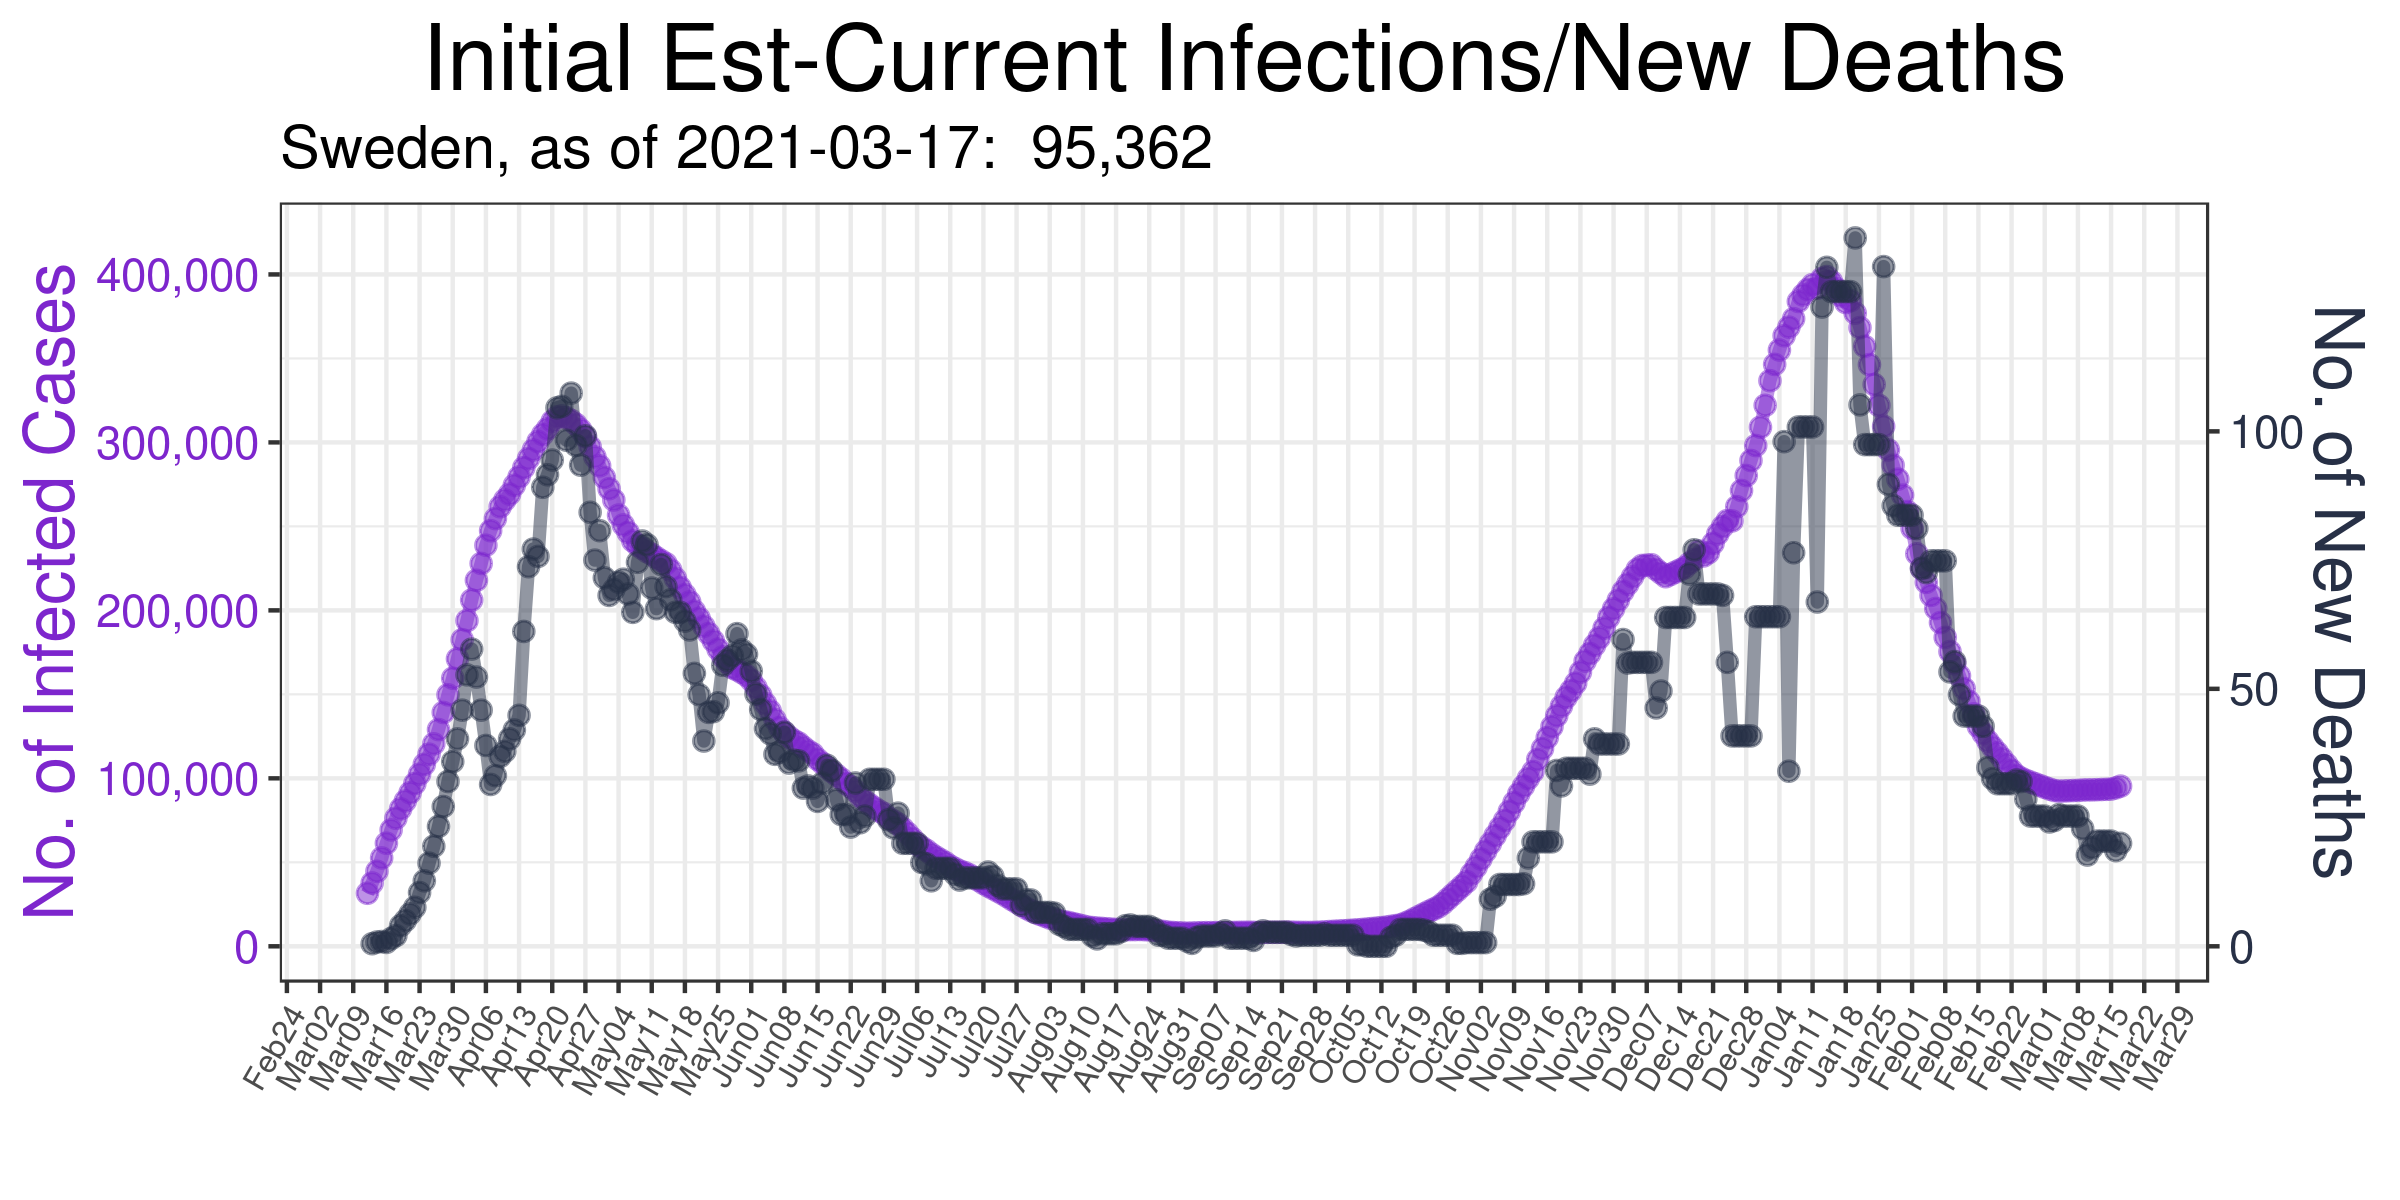 Initial Est-Current Infections/New Deaths
Sweden, as of 2021-03-17:  95,362
No. of Infected Cases
400,000
300,000
200,000
100,000
0
100
50
0
No. of New Deaths
Feb24
Mar02
Mar09
Mar16
Mar23
Mar30
Apr06
Apr13
Apr20
Apr27
May04
May11
May18
May25
Jun01
Jun08
Jun15
Jun22
Jun29
Jul06
Jul13
Jul20
Jul27
Aug03
Aug10
Aug17
Aug24
Aug31
Sep07
Sep14
Sep21
Sep28
Oct05
Oct12
Oct19
Oct26
Nov02
Nov09
Nov16
Nov23
Nov30
Dec07
Dec14
Dec21
Dec28
Jan04
Jan11
Jan18
Jan25
Feb01
Feb08
Feb15
Feb22
Mar01
Mar08
Mar15
Mar22
Mar29